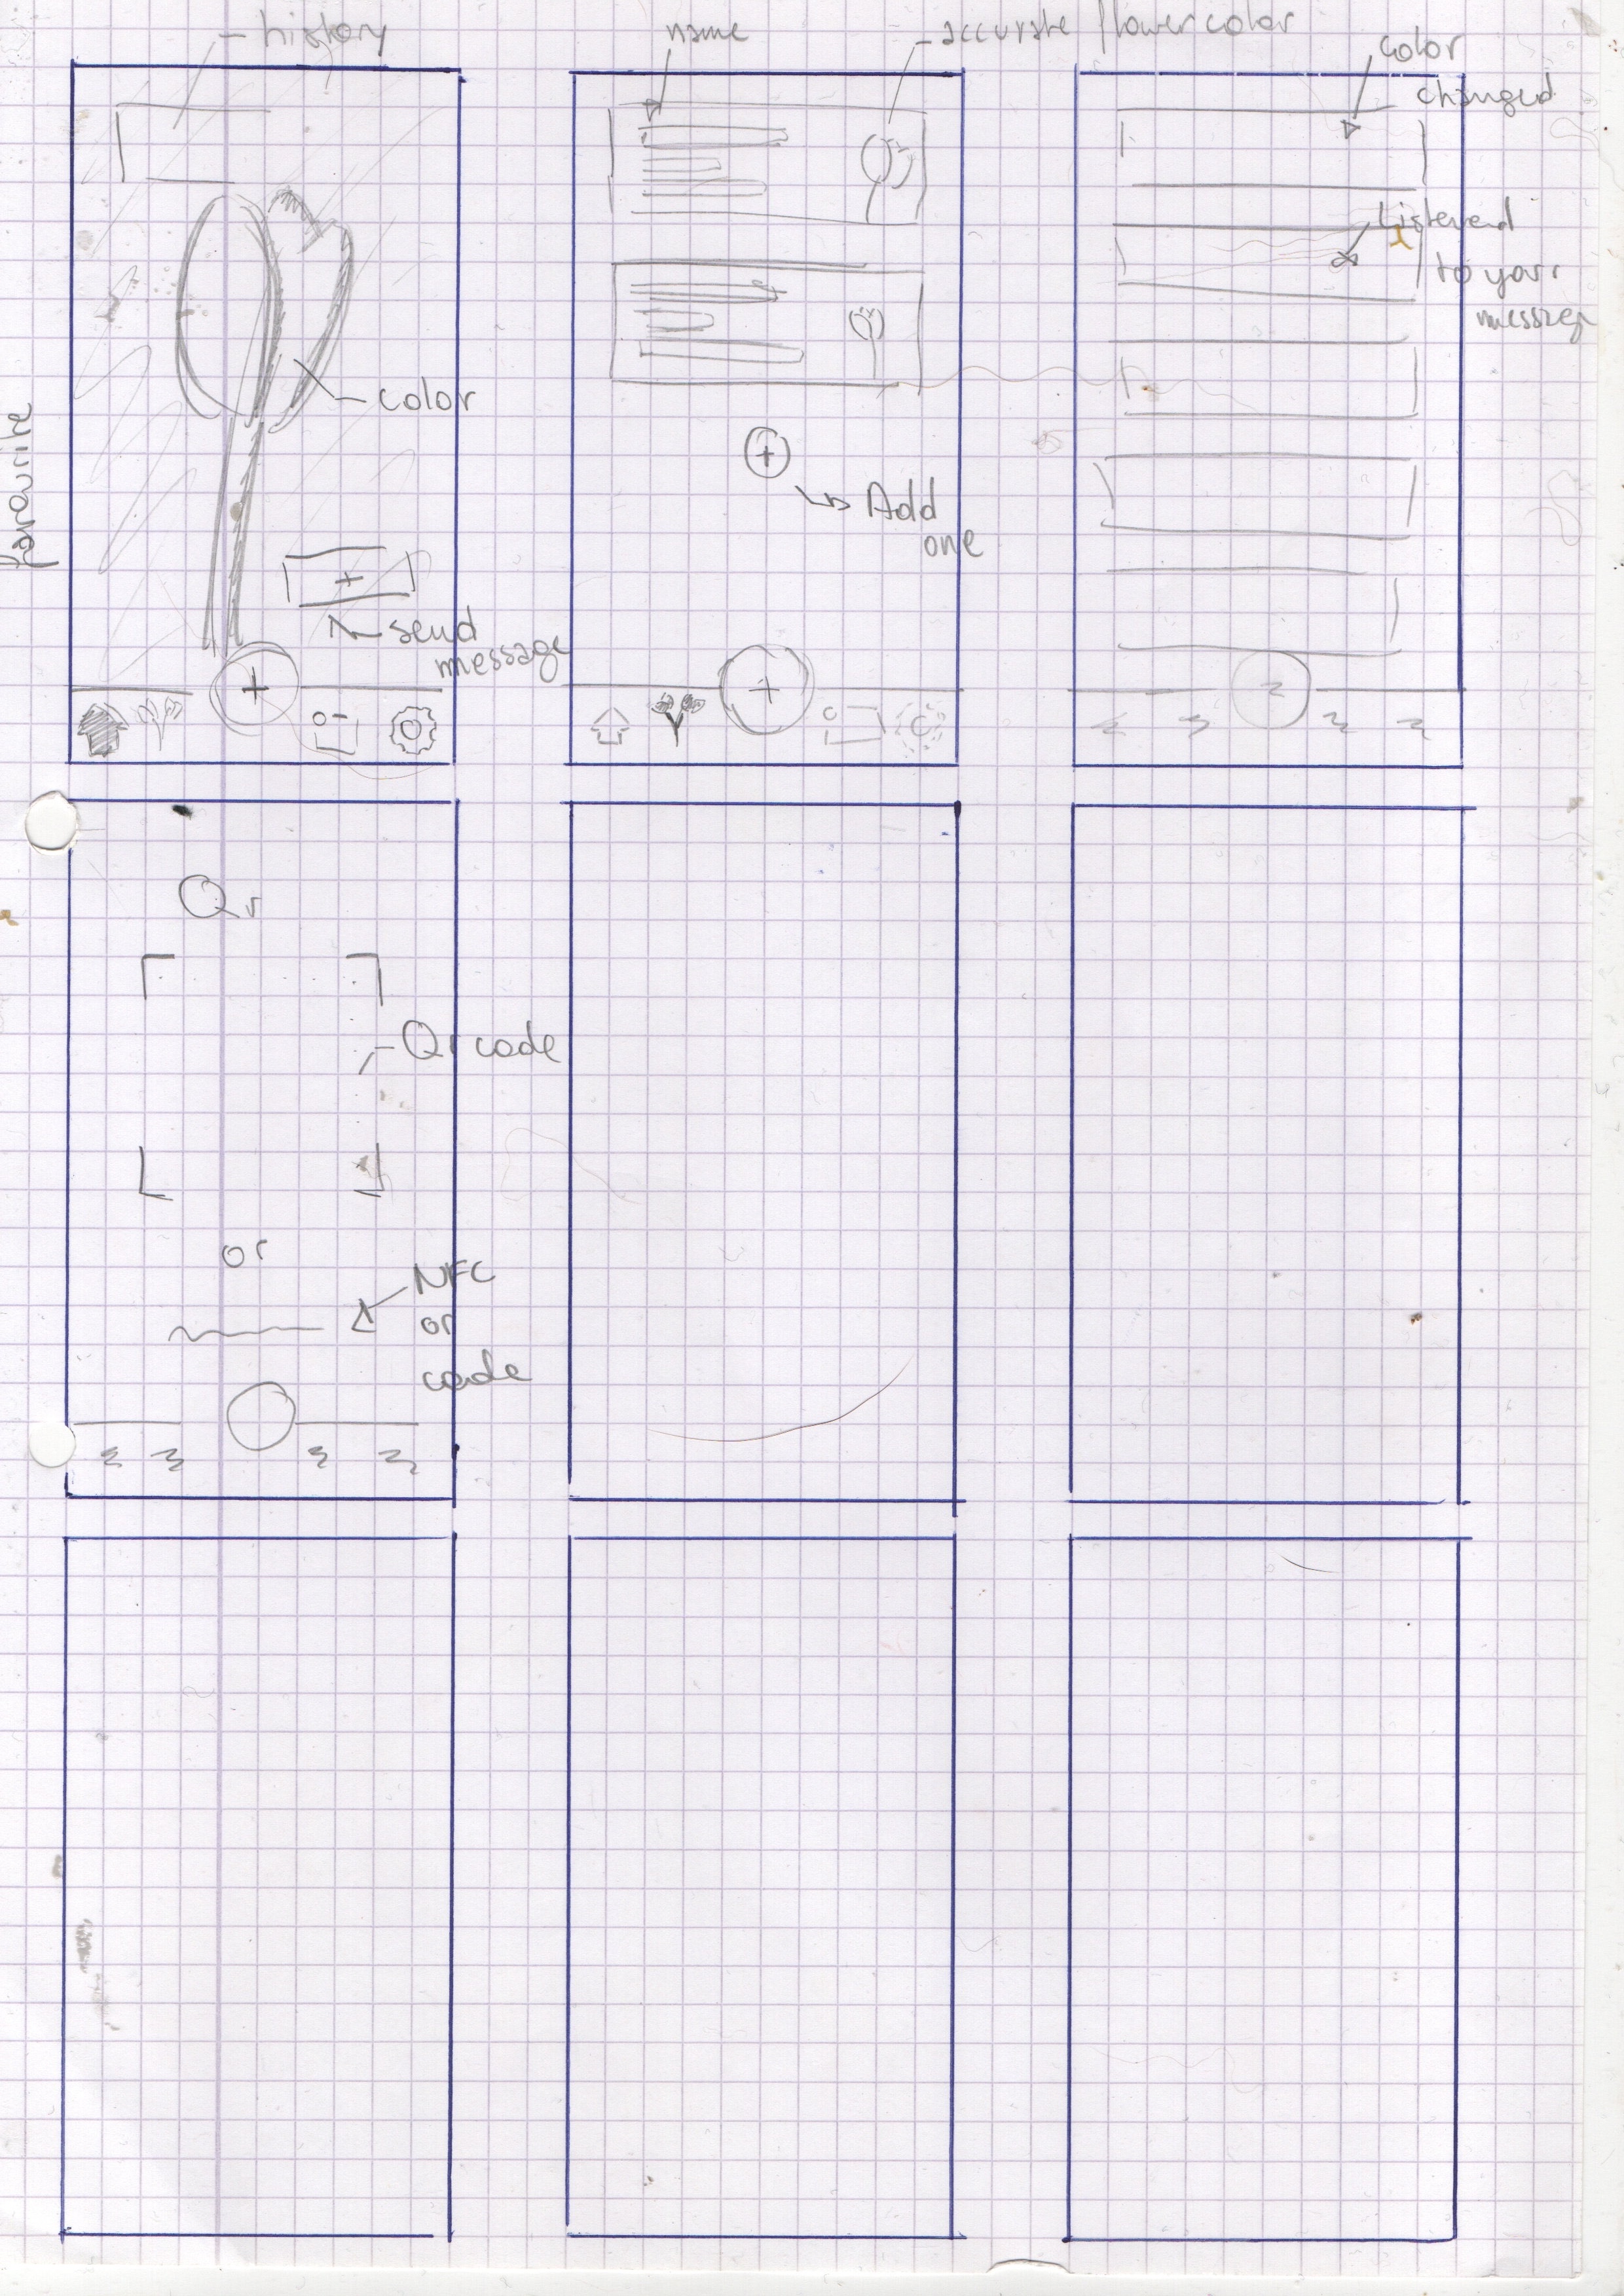 - history
name
- accurate flower color
color
changed
Listened
to your
message
favourite
color
+
Add
one
+
send
message
+
+
Qr
Qr code
or
NFC
or
code